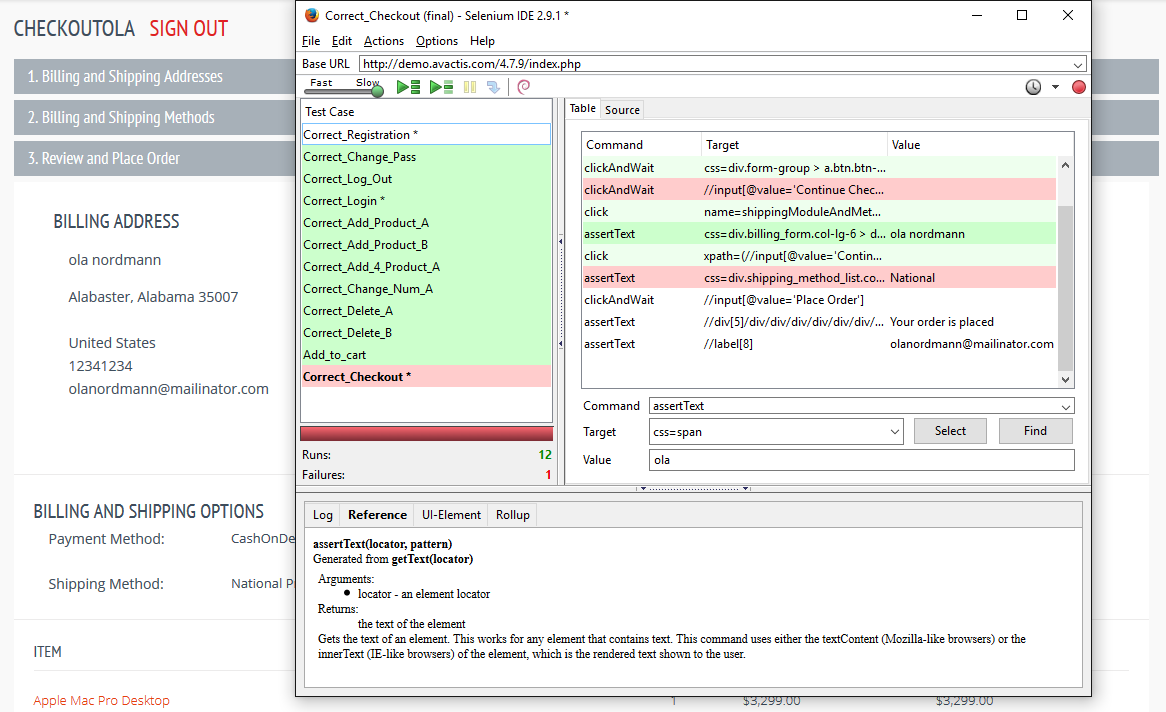 CHECKOUTOLA SIGN OUT
1. Billing and Shipping Addresses
2. Billing and Shipping Methods
3. Review and Place Order
BILLING ADDRESS
ola nordmann
Alabaster, Alabama 35007
United States
12341234
olanordmann@mailinator.com
BILLING AND SHIPPING OPTIONS
Payment Method: CashOnDe
Shipping Method: National P
ITEM
Apple Mac Pro Desktop 1 $3,299.00 $3,299.00
Correct_Checkout (final) - Selenium IDE 2.9.1 *
File Edit Actions Options Help
Base URL http://demo.avactis.com/4.7.9/index.php
Fast Slow
Test Case
Correct_Registration *
Correct_Change_Pass
Correct_Log_Out
Correct_Login *
Correct_Add_Product_A
Correct_Add_Product_B
Correct_Add_4_Product_A
Correct_Change_Num_A
Correct_Delete_A
Correct_Delete_B
Add_to_cart
Correct_Checkout *
Runs: 12
Failures: 1
Table Source
Command Target Value
clickAndWait css=div.form-group > a.btn.btn-...
clickAndWait //input[@value='Continue Chec...
click name=shippingModuleAndMet...
assertText css=div.billing_form.col-lg-6 > d... ola nordmann
click xpath=(//input[@value='Contin...
assertText css=div.shipping_method_list.co... National
clickAndWait //input[@value='Place Order']
assertText //div[5]/div/div/div/div/div/div/... Your order is placed
assertText //label[8] olanordmann@mailinator.com
Command assertText
Target css=span Select Find
Value ola
Log Reference UI-Element Rollup
assertText(locator, pattern)
Generated from getText(locator)
Arguments:
● locator - an element locator
Returns:
the text of the element
Gets the text of an element. This works for any element that contains text. This command uses either the textContent (Mozilla-like browsers) or the
innerText (IE-like browsers) of the element, which is the rendered text shown to the user.